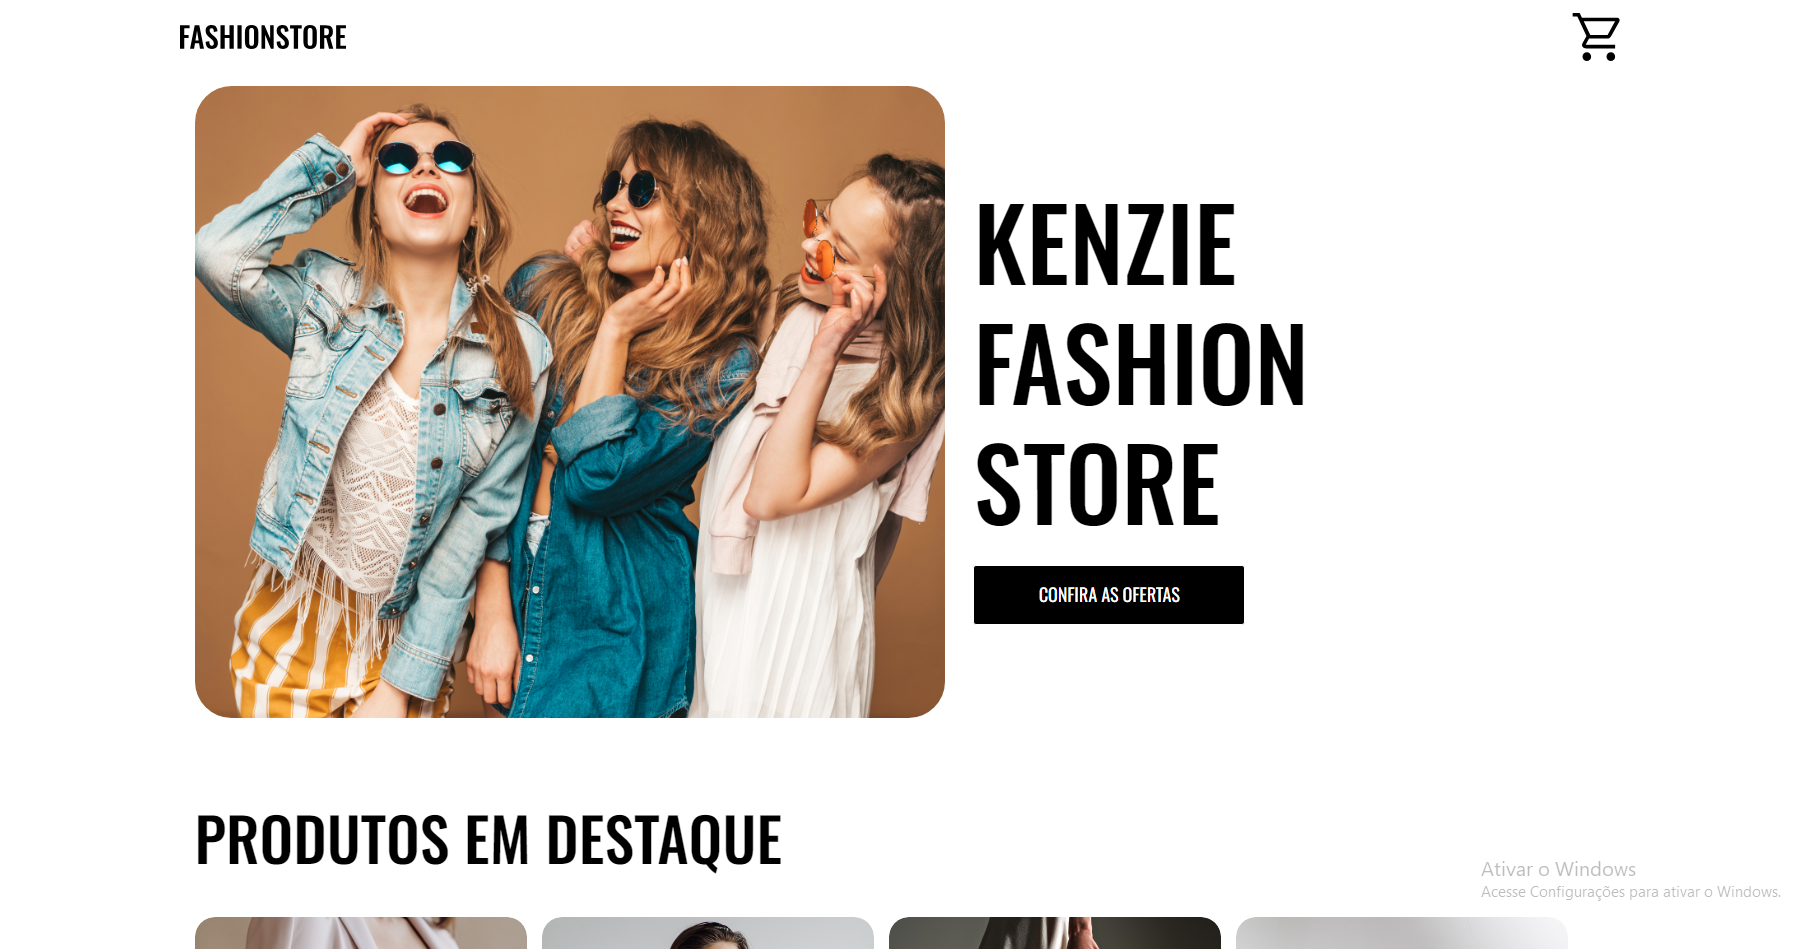 FASHIONSTORE
KENZIE
FASHION
STORE
CONFIRA AS OFERTAS
PRODUTOS EM DESTAQUE
Ativar o Windows
Acesse Configurações para ativar o Windows.